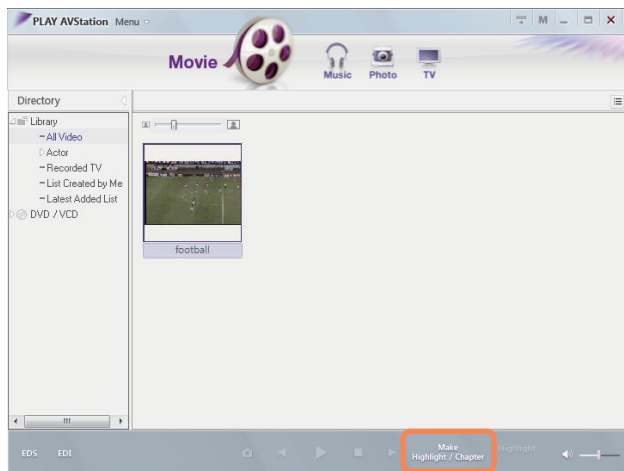 PLAY AVStation Menu
M
Movie
Music Photo TV
Directory
Library
All Video
Actor
Recorded TV
List Created by Me
Latest Added List
DVD / VCD
football
EDS EDI
Make
Highlight / Chapter
Highlight